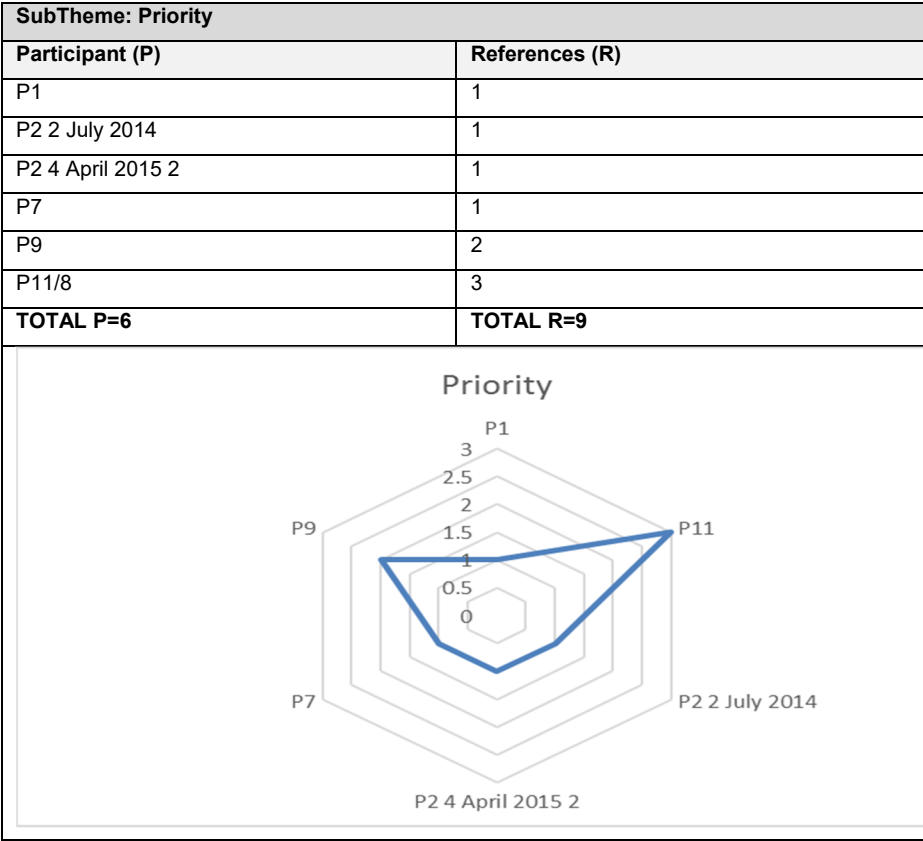 SubTheme: Priority
Participant (P) References (R)
P1 1
P2 2 July 2014 1
P2 4 April 2015 2 1
P7 1
P9 2
P11/8 3
TOTAL P=6 TOTAL R=9
Priority
P1
3
2.5
2
1.5
1
0.5
0
P9
P11
P7
P2 2 July 2014
P2 4 April 2015 2